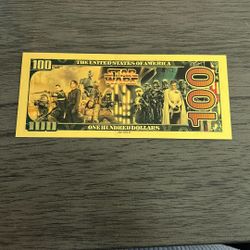 100
THE UNITED STATES OF AMERICA
STAR
WARS
100
100
ONE HUNDRED DOLLARS